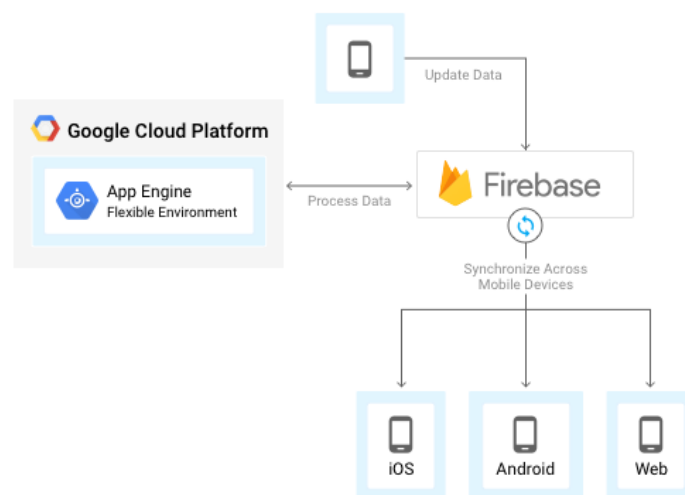 Update Data
Google Cloud Platform
App Engine
Flexible Environment
Process Data
Firebase
Synchronize Across
Mobile Devices
iOS
Android
Web